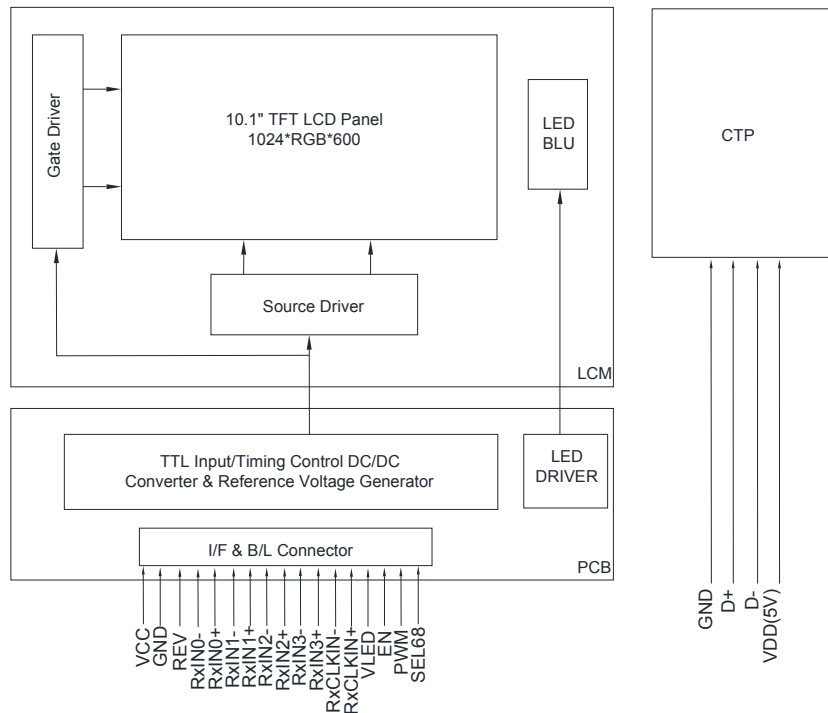 Gate Driver
10.1" TFT LCD Panel
1024*RGB*600
LED
BLU
CTP
Source Driver
LCM
TTL Input/Timing Control DC/DC
Converter & Reference Voltage Generator
LED
DRIVER
I/F & B/L Connector
PCB
VCC
GND
REV
RxIN0-
RxIN0+
RxIN1-
RxIN1+
RxIN2-
RxIN2+
RxIN3-
RxIN3+
RxCLKIN-
RxCLKIN+
VLED
EN
PWM
SEL68
GND
D+
D-
VDD(5V)